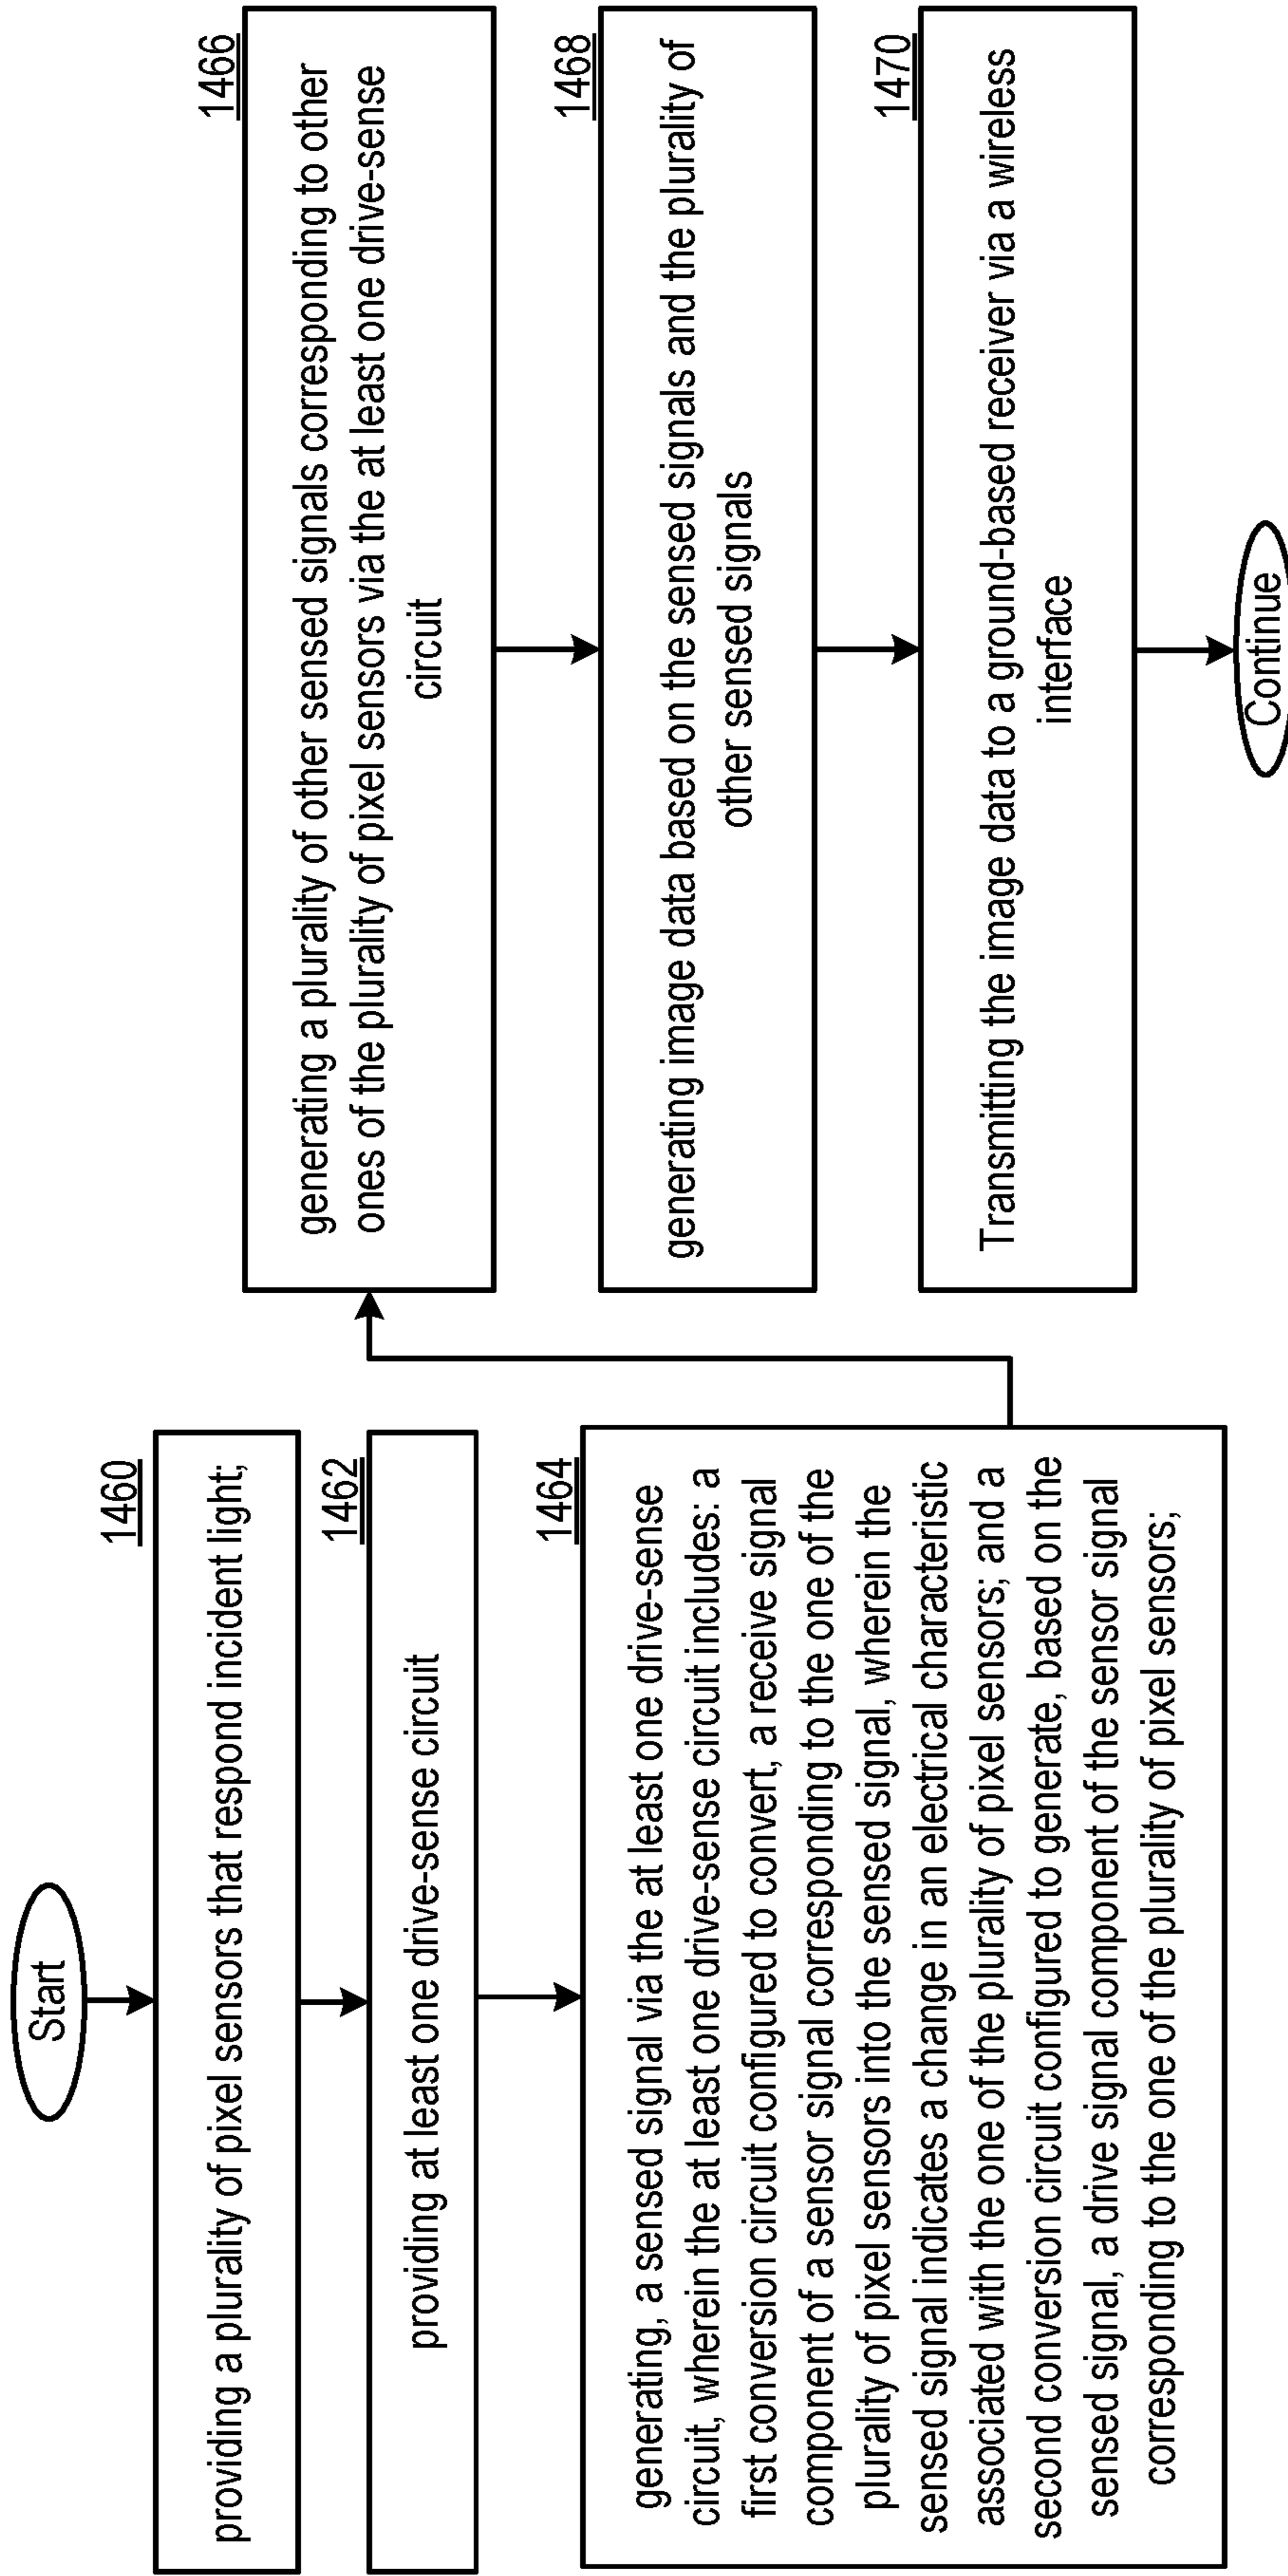 Start
1460
providing a plurality of pixel sensors that respond incident light;
1462
providing at least one drive-sense circuit
1464
generating, a sensed signal via the at least one drive-sense
circuit, wherein the at least one drive-sense circuit includes: a
first conversion circuit configured to convert, a receive signal
component of a sensor signal corresponding to the one of the
plurality of pixel sensors into the sensed signal, wherein the
sensed signal indicates a change in an electrical characteristic
associated with the one of the plurality of pixel sensors; and a
second conversion circuit configured to generate, based on the
sensed signal, a drive signal component of the sensor signal
corresponding to the one of the plurality of pixel sensors;
1466
generating a plurality of other sensed signals corresponding to other
ones of the plurality of pixel sensors via the at least one drive-sense
circuit
1468
generating image data based on the sensed signals and the plurality of
other sensed signals
1470
Transmitting the image data to a ground-based receiver via a wireless
interface
Continue